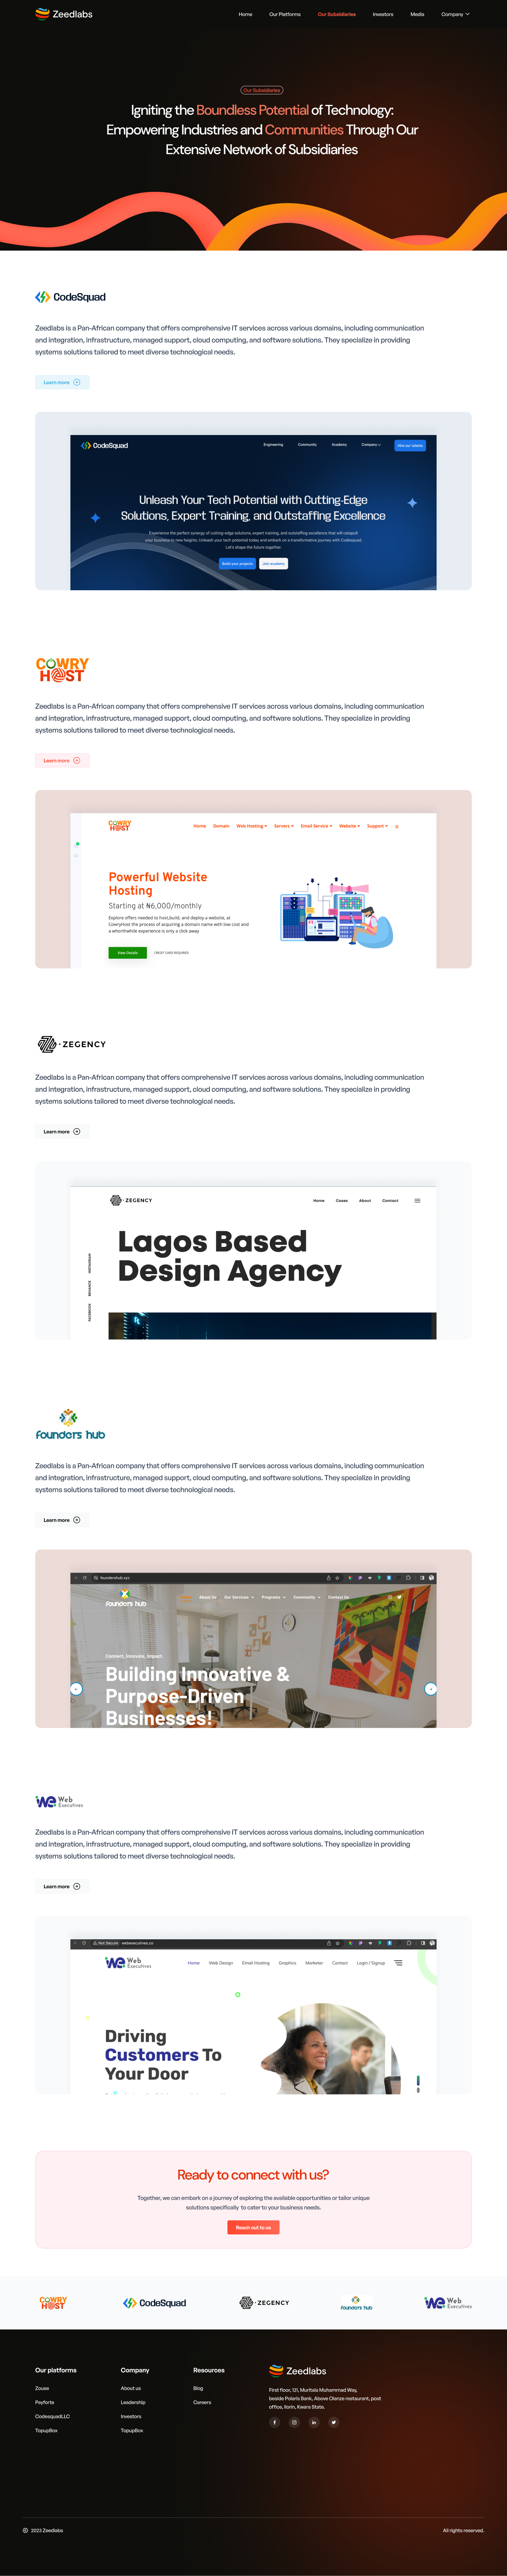 Zeedlabs
Home Our Platforms Our Subsidiaries Investors Media Company
Our Subsidiaries
Igniting the Boundless Potential of Technology:
Empowering Industries and Communities Through Our
Extensive Network of Subsidiaries
CodeSquad
Zeedlabs is a Pan-African company that offers comprehensive IT services across various domains, including communication
and integration, infrastructure, managed support, cloud computing, and software solutions. They specialize in providing
systems solutions tailored to meet diverse technological needs.
Learn more
CodeSquad Engineering Community Academy Company Hire our talents
Unleash Your Tech Potential with Cutting-Edge
Solutions, Expert Training, and Outstaffing Excellence
Experience the perfect synergy of cutting-edge solutions, expert training, and outstaffing excellence that will catapult
your business to new heights. Unleash your tech potential and embark on a transformative journey with Codesquad.
Let's shape the future together.
Build your projects Join academy
COWRY
HOST
Zeedlabs is a Pan-African company that offers comprehensive IT services across various domains, including communication
and integration, infrastructure, managed support, cloud computing, and software solutions. They specialize in providing
systems solutions tailored to meet diverse technological needs.
Learn more
COWRY
HOST
Home Domain Web Hosting Servers Email Service Website Support
Powerful Website
Hosting
Starting at ₦6,000/monthly
Explore offers needed to host,build, and develop a website, at
CowryHost the process of acquiring a domain name with low cost and
a affordable experience is a click away
View Details CREDIT CARD REQUIRED
ZEGENCY
Zeedlabs is a Pan-African company that offers comprehensive IT services across various domains, including communication
and integration, infrastructure, managed support, cloud computing, and software solutions. They specialize in providing
systems solutions tailored to meet diverse technological needs.
Learn more
ZEGENCY Home Cases About Contact
Lagos Based
Design Agency
INSTAGRAM
BEHANCE
FACEBOOK
founders hub
Zeedlabs is a Pan-African company that offers comprehensive IT services across various domains, including communication
and integration, infrastructure, managed support, cloud computing, and software solutions. They specialize in providing
systems solutions tailored to meet diverse technological needs.
Learn more
foundershub.xyz
founders hub
About Us Our Services Programs Community Contact Us
Connect, Innovate, Impact.
Building Innovative &
Purpose-Driven
Businesses!
we Web
Executives
Zeedlabs is a Pan-African company that offers comprehensive IT services across various domains, including communication
and integration, infrastructure, managed support, cloud computing, and software solutions. They specialize in providing
systems solutions tailored to meet diverse technological needs.
Learn more
Not Secure webexecutives.co
we Web
Executives
Home Web Design Email Hosting Graphics Marketer Contact Login / Signup
Driving
Customers To
Your Door
Ready to connect with us?
Together, we can embark on a journey of exploring the available opportunities or tailor unique
solutions specifically to cater to your business needs.
Reach out to us
COWRY
HOST
CodeSquad
ZEGENCY
founders hub
we Web
Executives
Our platforms Company Resources Zeedlabs
Zouse About us Blog
Payforte Leadership Careers
CodesquadLLC Investors
TopupBox TopupBox
First floor, 121, Murtala Muhammad Way,
beside Polaris Bank, Above Olenze restaurant, post
office, Ilorin, Kwara State.
© 2023 Zeedlabs All rights reserved.